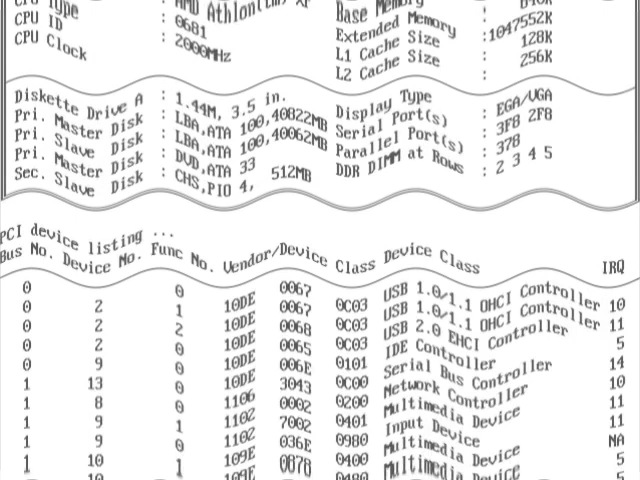 CPU Type : AMD Athlon(tm) XP Base Memory : 640K
CPU ID : 0681 Extended Memory :1047552K
CPU Clock : 2000MHz L1 Cache Size : 128K
L2 Cache Size : 256K
Diskette Drive A : 1.44M, 3.5 in. Display Type : EGA/VGA
Pri. Master Disk : LBA,ATA 100,40822MB Serial Port(s) : 3F8 2F8
Pri. Slave Disk : LBA,ATA 100,40062MB Parallel Port(s) : 378
Pri. Master Disk : DVD,ATA 33 DDR DIMM at Rows : 2 3 4 5
Sec. Slave Disk : CHS,PIO 4, 512MB
PCI device listing ...
Bus No. Device No. Func No. Vendor/Device Class Device Class IRQ
0 2 0 10DE 0067 0C03 USB 1.0/1.1 OHCI Controller 10
0 2 1 10DE 0067 0C03 USB 1.0/1.1 OHCI Controller 11
0 2 2 10DE 0068 0C03 USB 2.0 EHCI Controller 5
0 9 0 10DE 0065 0101 IDE Controller 14
0 13 0 10DE 006E 0C00 Serial Bus Controller 10
1 8 0 1106 3043 0200 Network Controller 11
1 9 0 1102 0002 0401 Multimedia Device 11
1 9 1 1102 7002 0980 Input Device NA
1 10 0 109E 036E 0400 Multimedia Device 5
1 10 1 109E 0878 0480 Multimedia Device 5